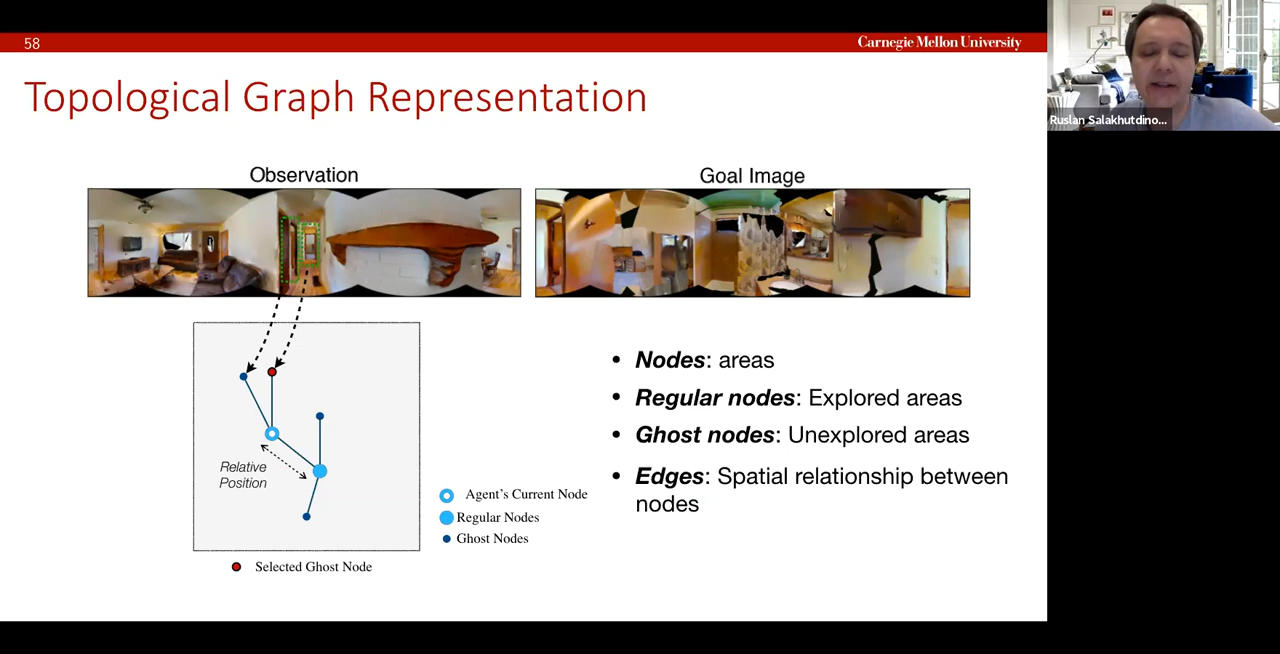 58
Carnegie Mellon University
Ruslan Salakhutdino...
Topological Graph Representation
Observation
Goal Image
• Nodes: areas
• Regular nodes: Explored areas
• Ghost nodes: Unexplored areas
• Edges: Spatial relationship between
nodes
Relative
Position
Agent's Current Node
Regular Nodes
Ghost Nodes
Selected Ghost Node